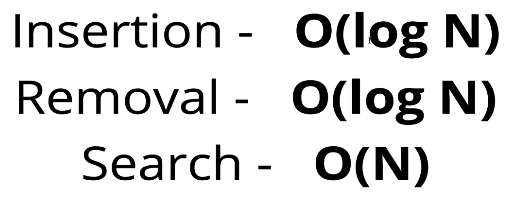 Insertion - O(log N)
Removal - O(log N)
Search - O(N)